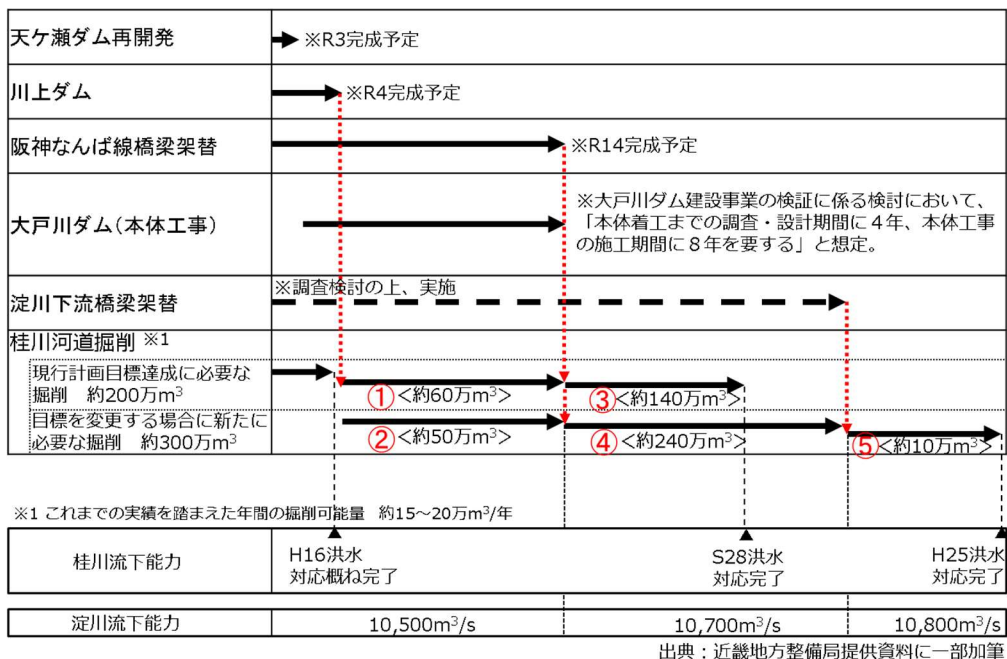 天ケ瀬ダム再開発
※R3完成予定
川上ダム
※R4完成予定
阪神なんば線橋梁架替
※R14完成予定
大戸川ダム(本体工事)
※大戸川ダム建設事業の検証に係る検討において、
「本体着工までの調査・設計期間に4年、本体工事
の施工期間に8年を要する」と想定。
淀川下流橋梁架替
※調査検討の上、実施
桂川河道掘削 ※1
現行計画目標達成に必要な
掘削 約200万m³
①<約60万m³>
③<約140万m³>
目標を変更する場合に新たに
必要な掘削 約300万m³
②<約50万m³>
④<約240万m³>
⑤<約10万m³>
※1 これまでの実績を踏まえた年間の掘削可能量 約15~20万m³/年
桂川流下能力
H16洪水
対応概ね完了
S28洪水
対応完了
H25洪水
対応完了
淀川流下能力
10,500m³/s
10,700m³/s
10,800m³/s
出典:近畿地方整備局提供資料に一部加筆